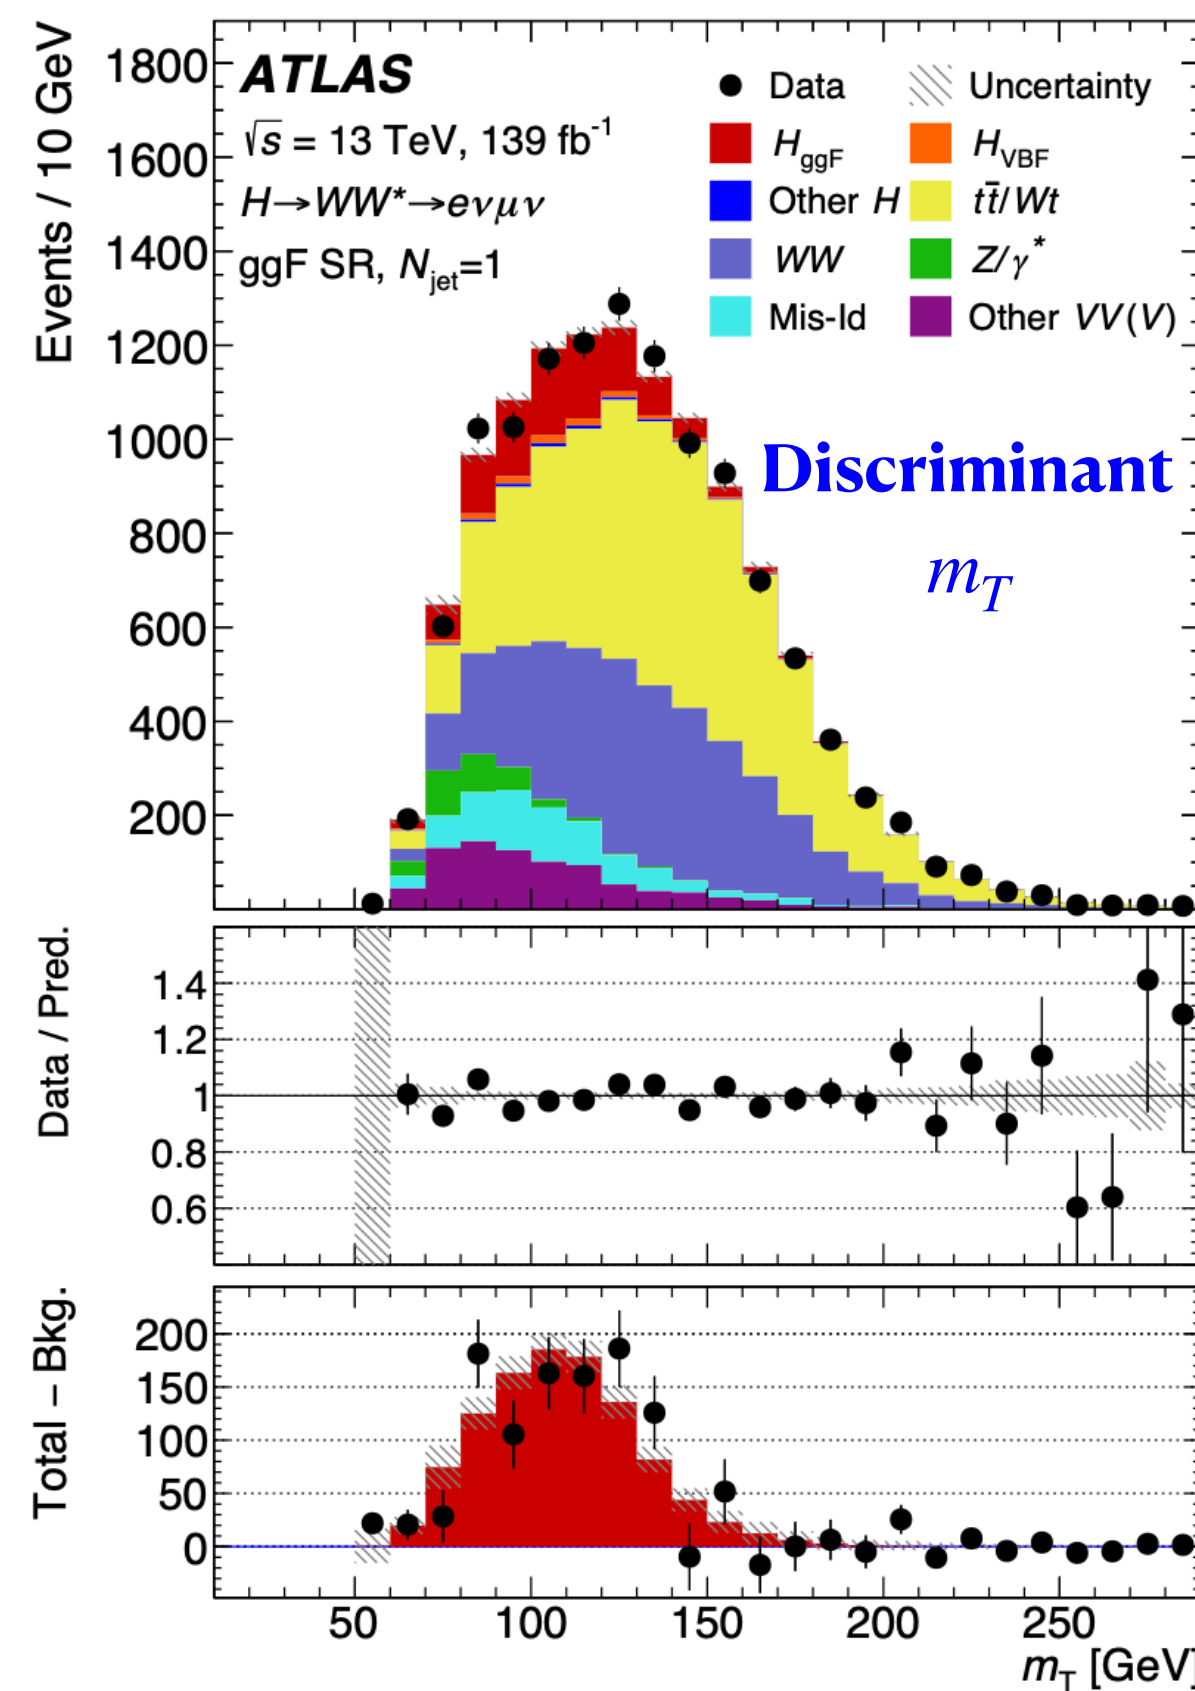 Events / 10 GeV
1800
1600
1400
1200
1000
800
600
400
200
ATLAS
√s = 13 TeV, 139 fb⁻¹
H→WW*→eνμν
ggF SR, N_jet=1
Data
Uncertainty
H_ggF
H_VBF
Other H
tt̄/Wt
WW
Z/γ*
Mis-Id
Other VV(V)
Discriminant
m_T
Data / Pred.
1.4
1.2
1
0.8
0.6
Total – Bkg.
200
150
100
50
0
50 100 150 200 250
m_T [GeV]